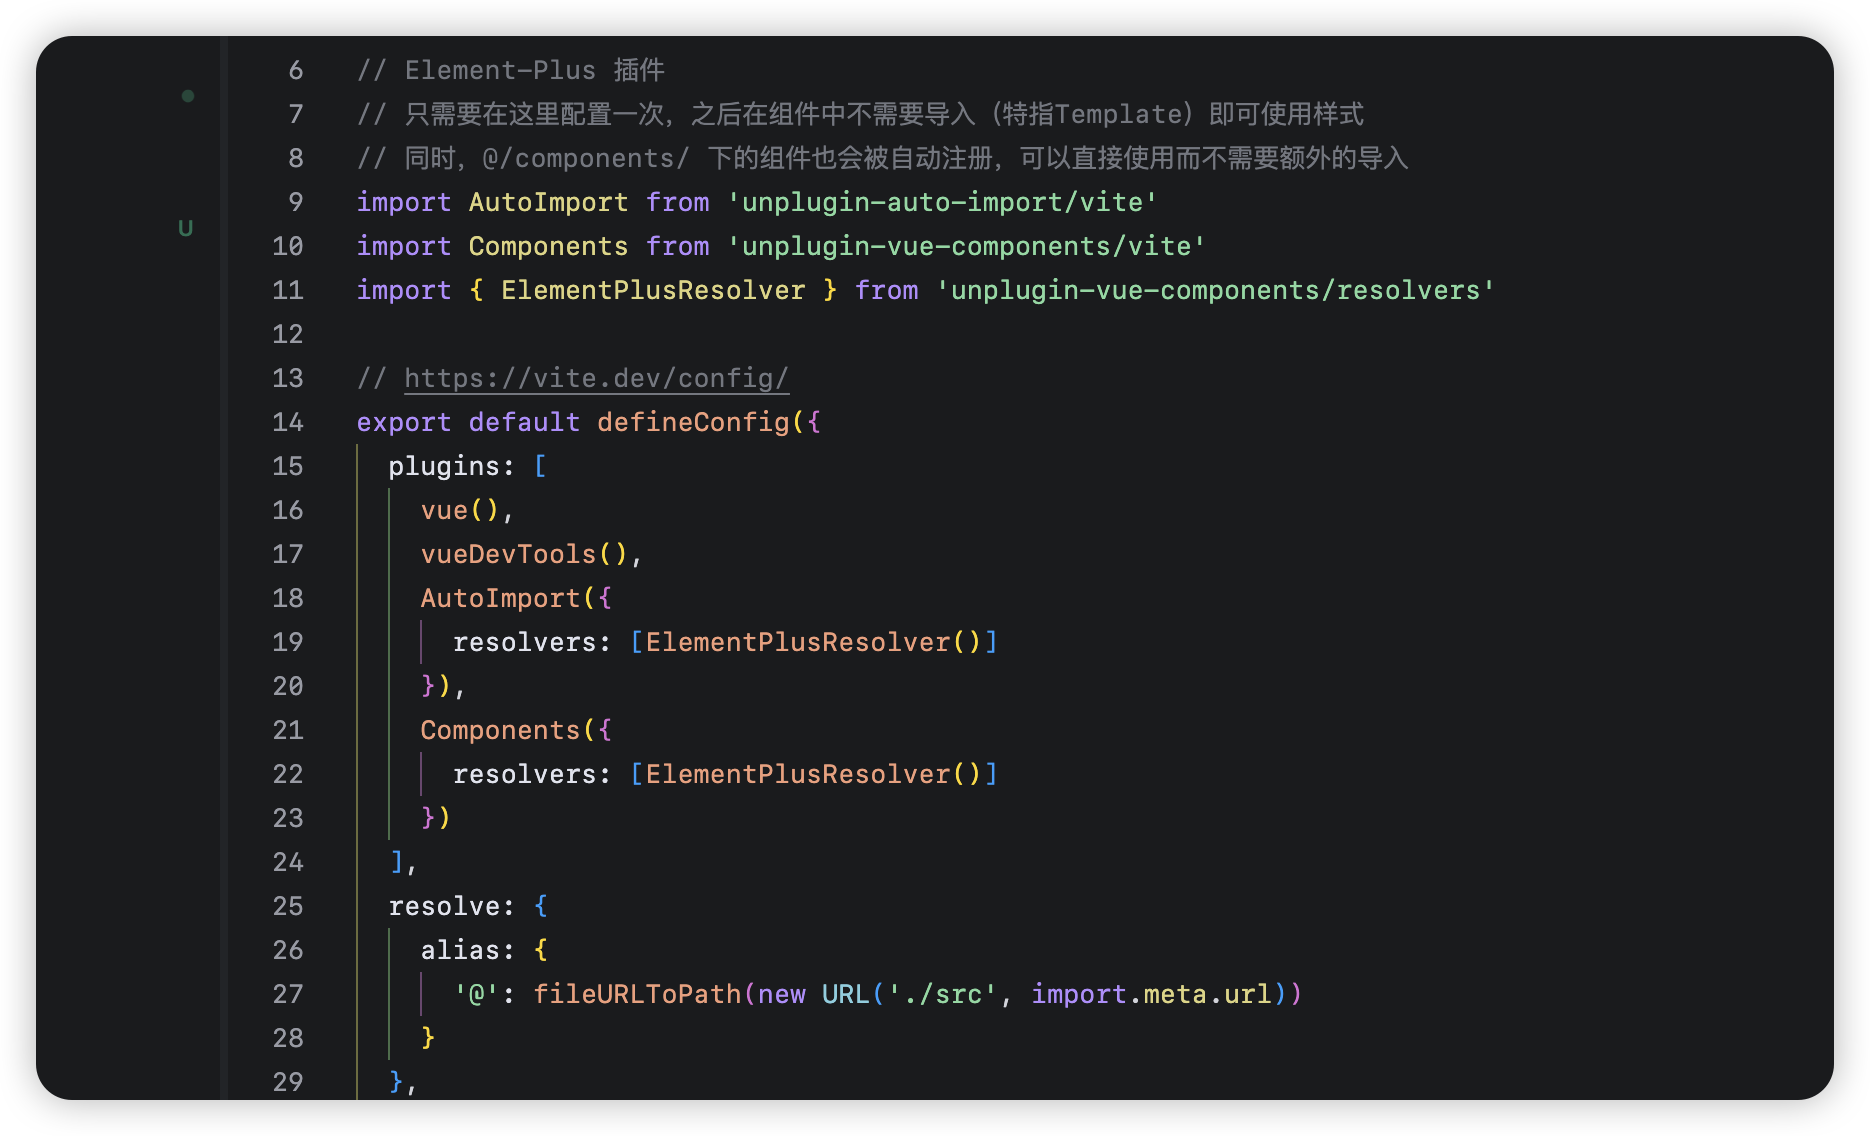 6 // Element-Plus 插件
7 // 只需要在这里配置一次，之后在组件中不需要导入（特指Template）即可使用样式
8 // 同时，@/components/ 下的组件也会被自动注册，可以直接使用而不需要额外的导入
9 import AutoImport from 'unplugin-auto-import/vite'
10 import Components from 'unplugin-vue-components/vite'
U
11 import { ElementPlusResolver } from 'unplugin-vue-components/resolvers'
12
13 // https://vite.dev/config/
14 export default defineConfig({
15   plugins: [
16     vue(),
17     vueDevTools(),
18     AutoImport({
19       resolvers: [ElementPlusResolver()]
20     }),
21     Components({
22       resolvers: [ElementPlusResolver()]
23     })
24   ],
25   resolve: {
26     alias: {
27       '@': fileURLToPath(new URL('./src', import.meta.url))
28     }
29   },